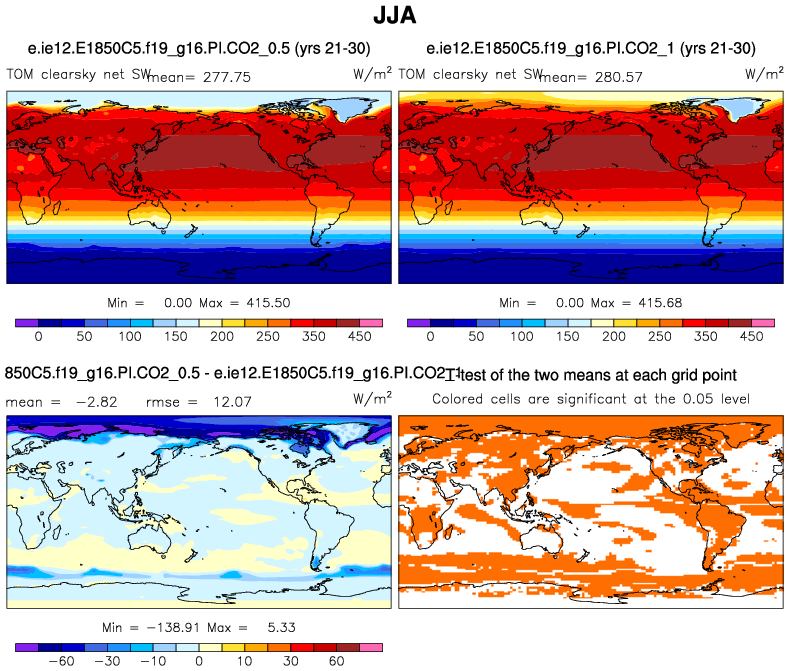 JJA
e.ie12.E1850C5.f19_g16.PI.CO2_0.5 (yrs 21-30)
e.ie12.E1850C5.f19_g16.PI.CO2_1 (yrs 21-30)
TOM clearsky net SW mean= 277.75 W/m²
TOM clearsky net SW mean= 280.57 W/m²
Min = 0.00 Max = 415.50
Min = 0.00 Max = 415.68
0 50 100 150 200 250 300 350 450
0 50 100 150 200 250 300 350 450
850C5.f19_g16.PI.CO2_0.5 - e.ie12.E1850C5.f19_g16.PI.CO2_1
T-test of the two means at each grid point
mean = −2.82 rmse = 12.07 W/m²
Colored cells are significant at the 0.05 level
Min = −138.91 Max = 5.33
−60 −30 −10 0 10 30 60